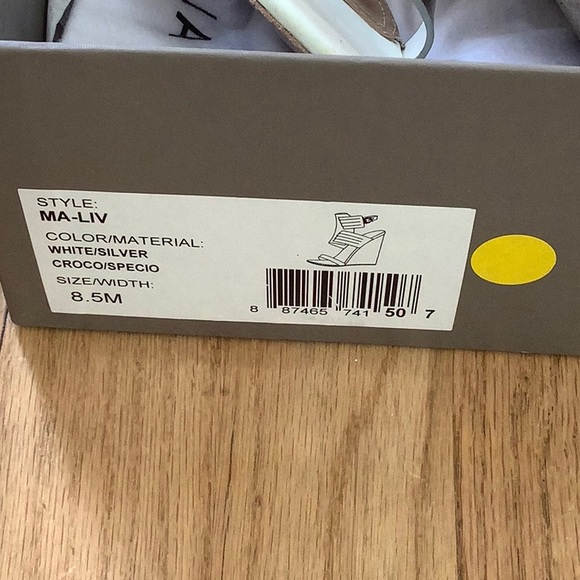 STYLE:
MA-LIV
COLOR/MATERIAL:
WHITE/SILVER
CROCO/SPECIO
SIZE/WIDTH:
8.5M
8 87465 741 50 7